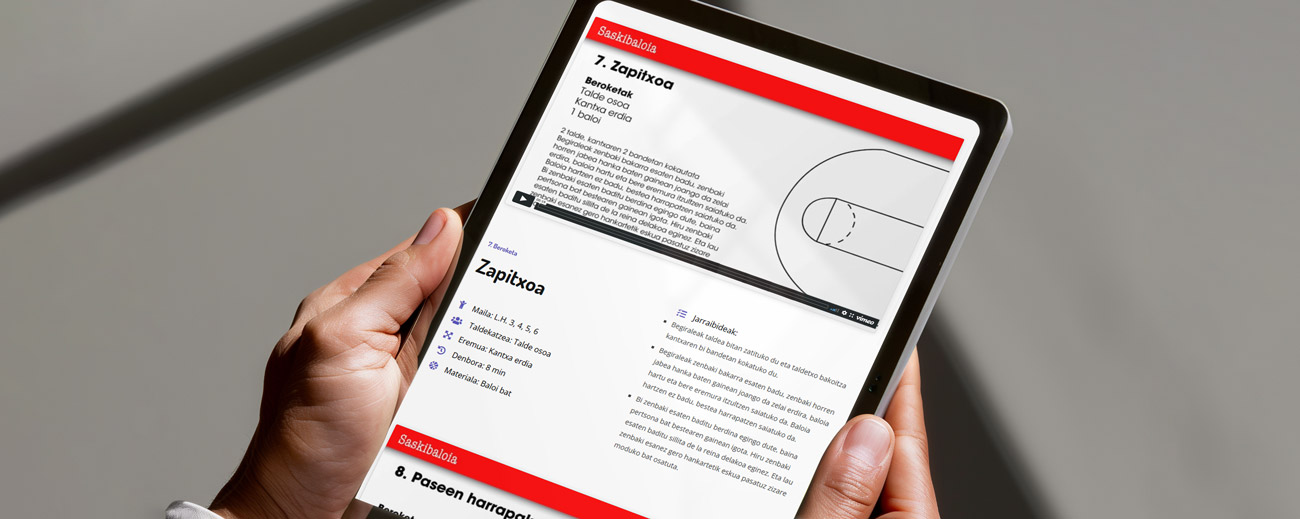 Saskibaloia
7. Zapitxoa
Beroketak
Talde osoa
Kantxa erdia
1 baloi
2 talde, kantxaren 2 bandetan kokautata
Begiraleak zenbaki bakarra esaten badu, zenbaki
horren jabea hanka baten gainean joango da zelai
erdira, baloia hartu eta bere eremura itzultzen saiatuko da.
Baloia hartzen ez badu, bestea harrapatzen saiatuko da.
Bi zenbaki esaten baditu berdina egingo dute, baina
pertsona bat bestearen gainean igota. Hiru zenbaki
esaten baditu sillita de la reina delakoa eginez. Eta lau
zenbaki esanez gero hankartetik eskua pasatuz zizare
vimeo
7. Beroketa
Zapitxoa
Maila: L.H. 3, 4, 5, 6
Taldekatzea: Talde osoa
Eremua: Kantxa erdia
Denbora: 8 min
Materiala: Baloi bat
Jarraibideak:
Begiraleak taldea bitan zatituko du eta taldetxo bakoitza
kantxaren bi bandetan kokatuko du.
Begiraleak zenbaki bakarra esaten badu, zenbaki horren
jabea hanka baten gainean joango da zelai erdira, baloia
hartu eta bere eremura itzultzen saiatuko da. Baloia
hartzen ez badu, bestea harrapatzen saiatuko da.
Bi zenbaki esaten baditu berdina egingo dute, baina
pertsona bat bestearen gainean igota. Hiru zenbaki
esaten baditu sillita de la reina delakoa eginez. Eta lau
zenbaki esanez gero hankartetik eskua pasatuz zizare
moduko bat osatuta.
Saskibaloia
8. Paseen harrapak